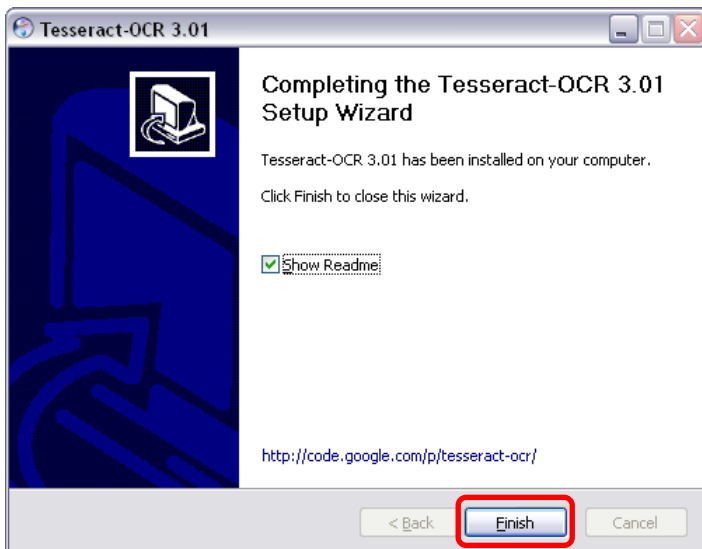 Tesseract-OCR 3.01
Completing the Tesseract-OCR 3.01
Setup Wizard
Tesseract-OCR 3.01 has been installed on your computer.
Click Finish to close this wizard.
Show Readme
http://code.google.com/p/tesseract-ocr/
< Back Finish Cancel